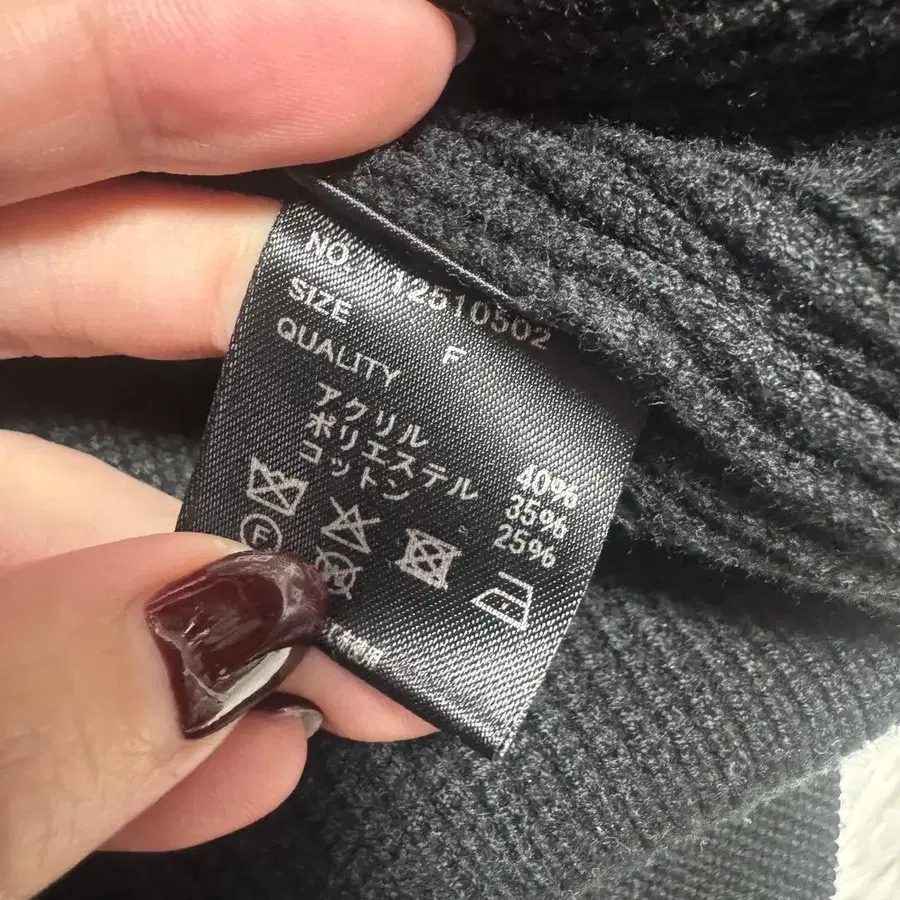 NO. 12510502
SIZE F
QUALITY
アクリル 40%
ポリエステル 35%
コットン 25%
F